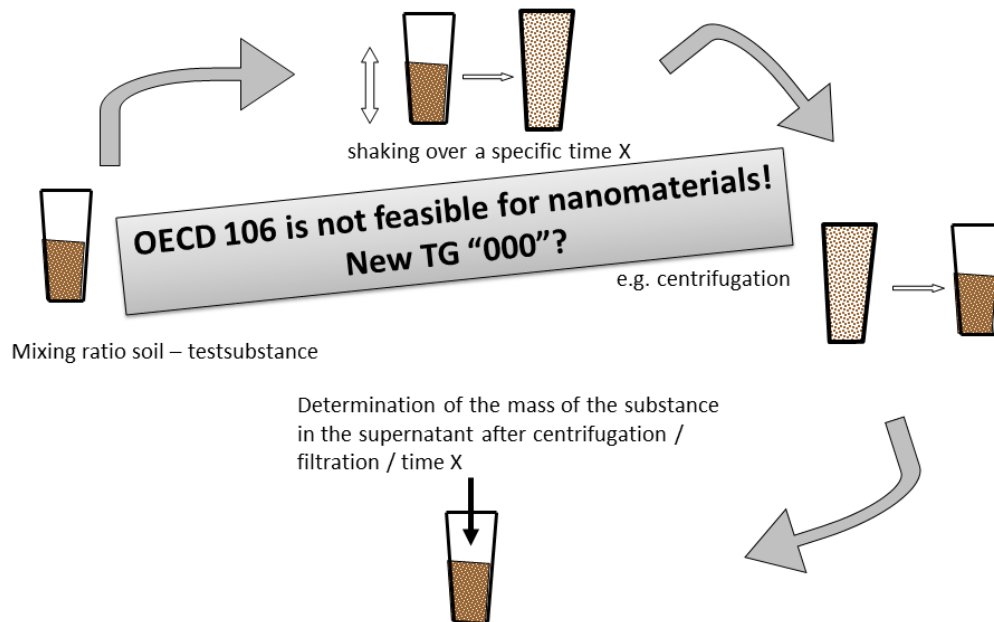 shaking over a specific time X
OECD 106 is not feasible for nanomaterials!
New TG “000”?
e.g. centrifugation
Mixing ratio soil – testsubstance
Determination of the mass of the substance
in the supernatant after centrifugation /
filtration / time X